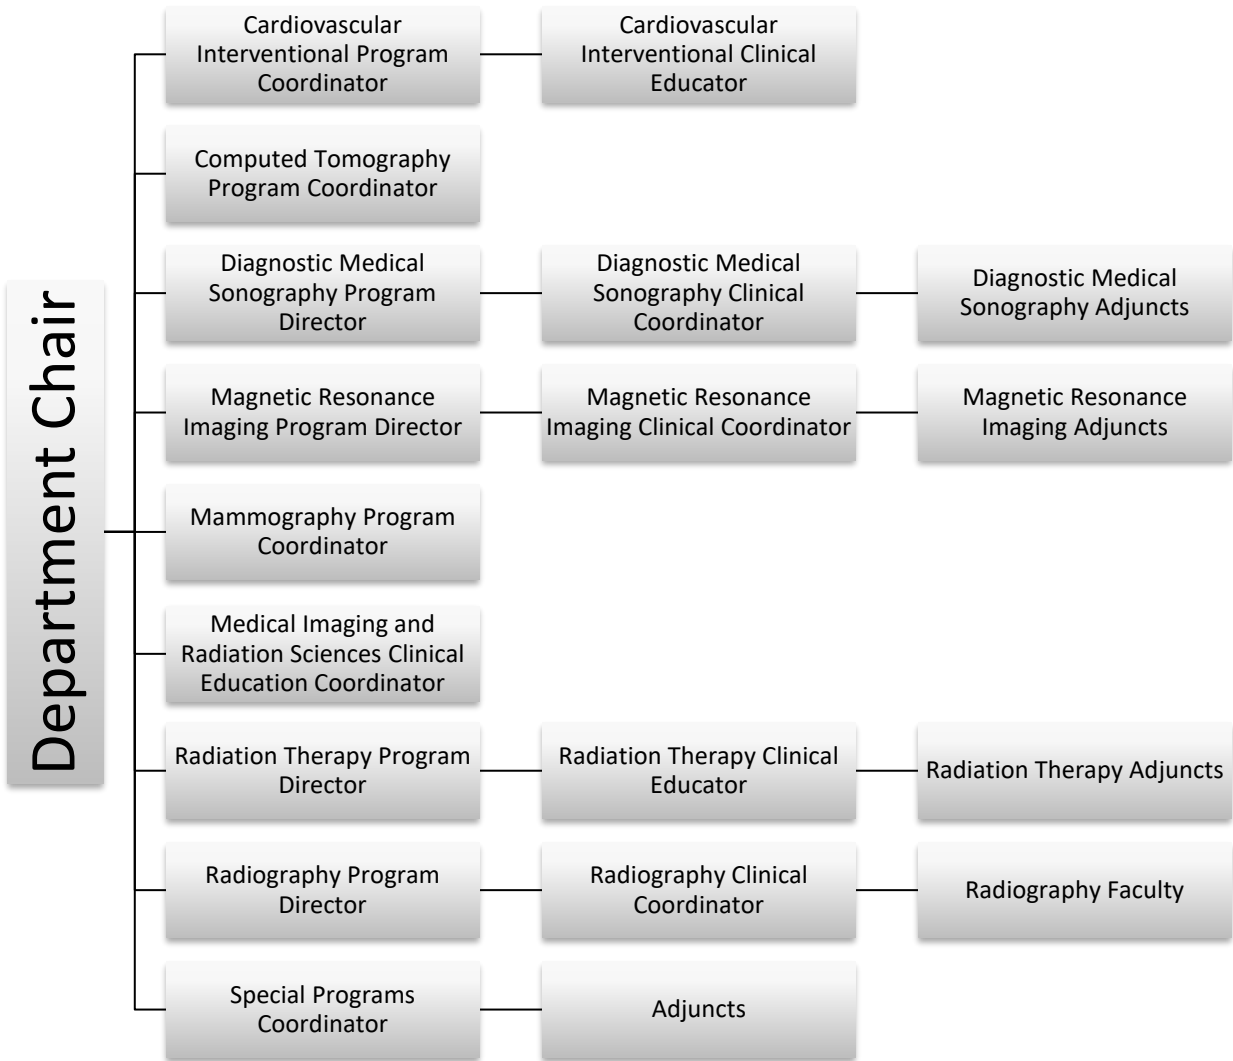 Department Chair
Cardiovascular
Interventional Program
Coordinator
Cardiovascular
Interventional Clinical
Educator
Computed Tomography
Program Coordinator
Diagnostic Medical
Sonography Program
Director
Diagnostic Medical
Sonography Clinical
Coordinator
Diagnostic Medical
Sonography Adjuncts
Magnetic Resonance
Imaging Program Director
Magnetic Resonance
Imaging Clinical Coordinator
Magnetic Resonance
Imaging Adjuncts
Mammography Program
Coordinator
Medical Imaging and
Radiation Sciences Clinical
Education Coordinator
Radiation Therapy Program
Director
Radiation Therapy Clinical
Educator
Radiation Therapy Adjuncts
Radiography Program
Director
Radiography Clinical
Coordinator
Radiography Faculty
Special Programs
Coordinator
Adjuncts